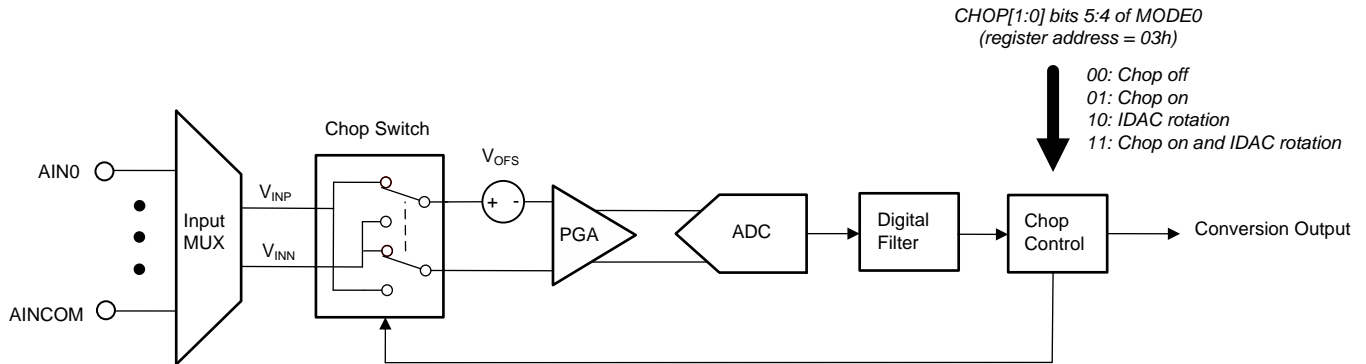 CHOP[1:0] bits 5:4 of MODE0
(register address = 03h)
00: Chop off
01: Chop on
10: IDAC rotation
11: Chop on and IDAC rotation
Chop Switch
VOFS
AIN0
VINP
+ -
Input
MUX
PGA
ADC
Digital
Filter
Chop
Control
Conversion Output
VINN
AINCOM